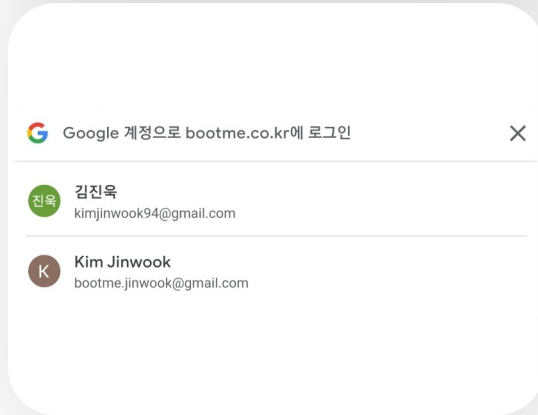 Google 계정으로 bootme.co.kr에 로그인
진욱
김진욱
kimjinwook94@gmail.com
K
Kim Jinwook
bootme.jinwook@gmail.com